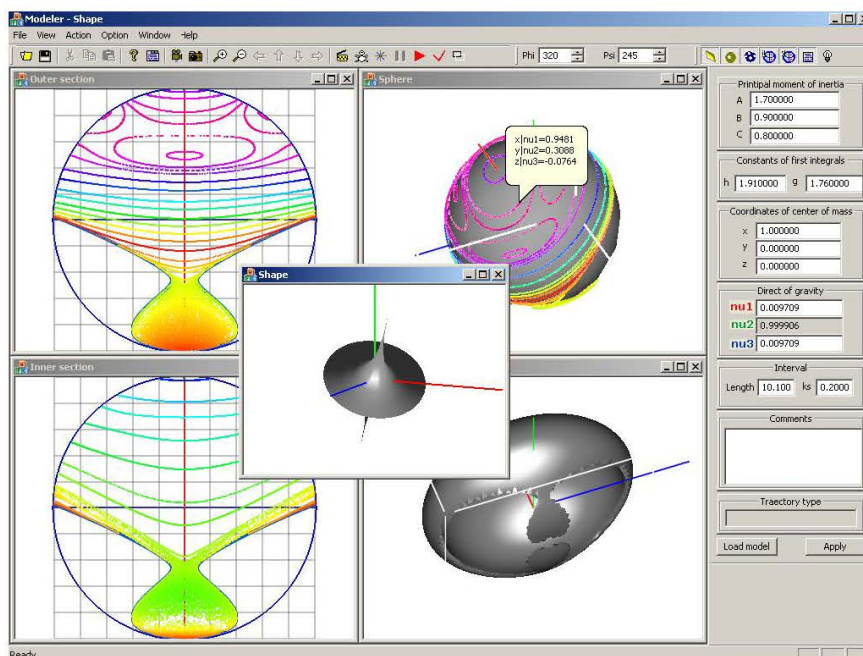 Modeler - Shape
File View Action Option Window Help
Phi 320 Psi 245
Outer section
Sphere
x|nu1=0.9481
y|nu2=0.3088
z|nu3=-0.0764
Shape
Inner section
Printipal moment of inertia
A 1.700000
B 0.900000
C 0.800000
Constants of first integrals
h 1.910000 g 1.760000
Coordinates of center of mass
x 1.000000
y 0.000000
z 0.000000
Direct of gravity
nu1 0.009709
nu2 0.999906
nu3 0.009709
Interval
Length 10.100 ks 0.2000
Comments
Traectory type
Load model Apply
Ready